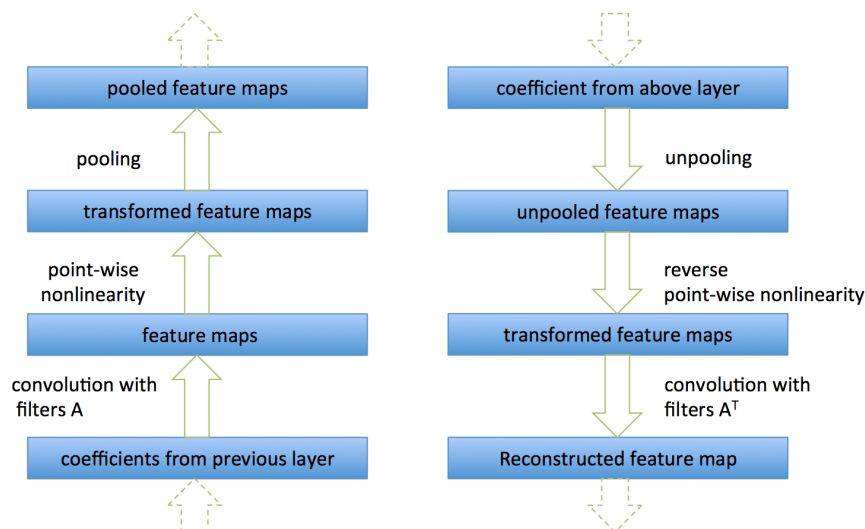 pooled feature maps
pooling
transformed feature maps
point-wise
nonlinearity
feature maps
convolution with
filters A
coefficients from previous layer
coefficient from above layer
unpooling
unpooled feature maps
reverse
point-wise nonlinearity
transformed feature maps
convolution with
filters Aᵀ
Reconstructed feature map